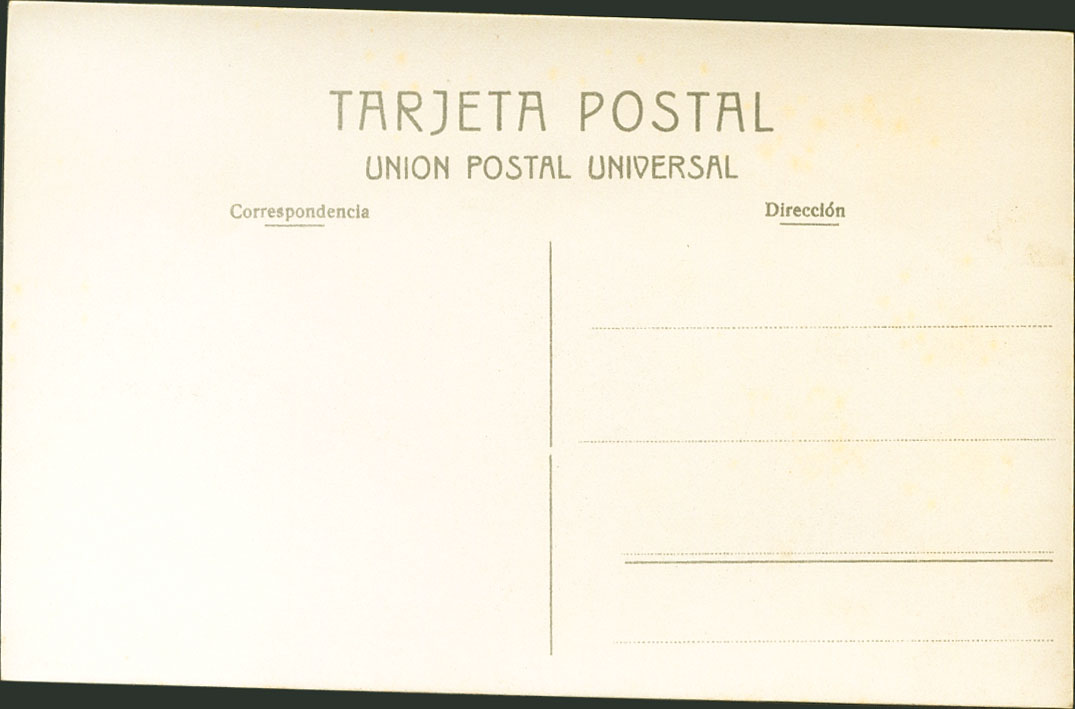 TARJETA POSTAL
UNION POSTAL UNIVERSAL
Correspondencia
Dirección